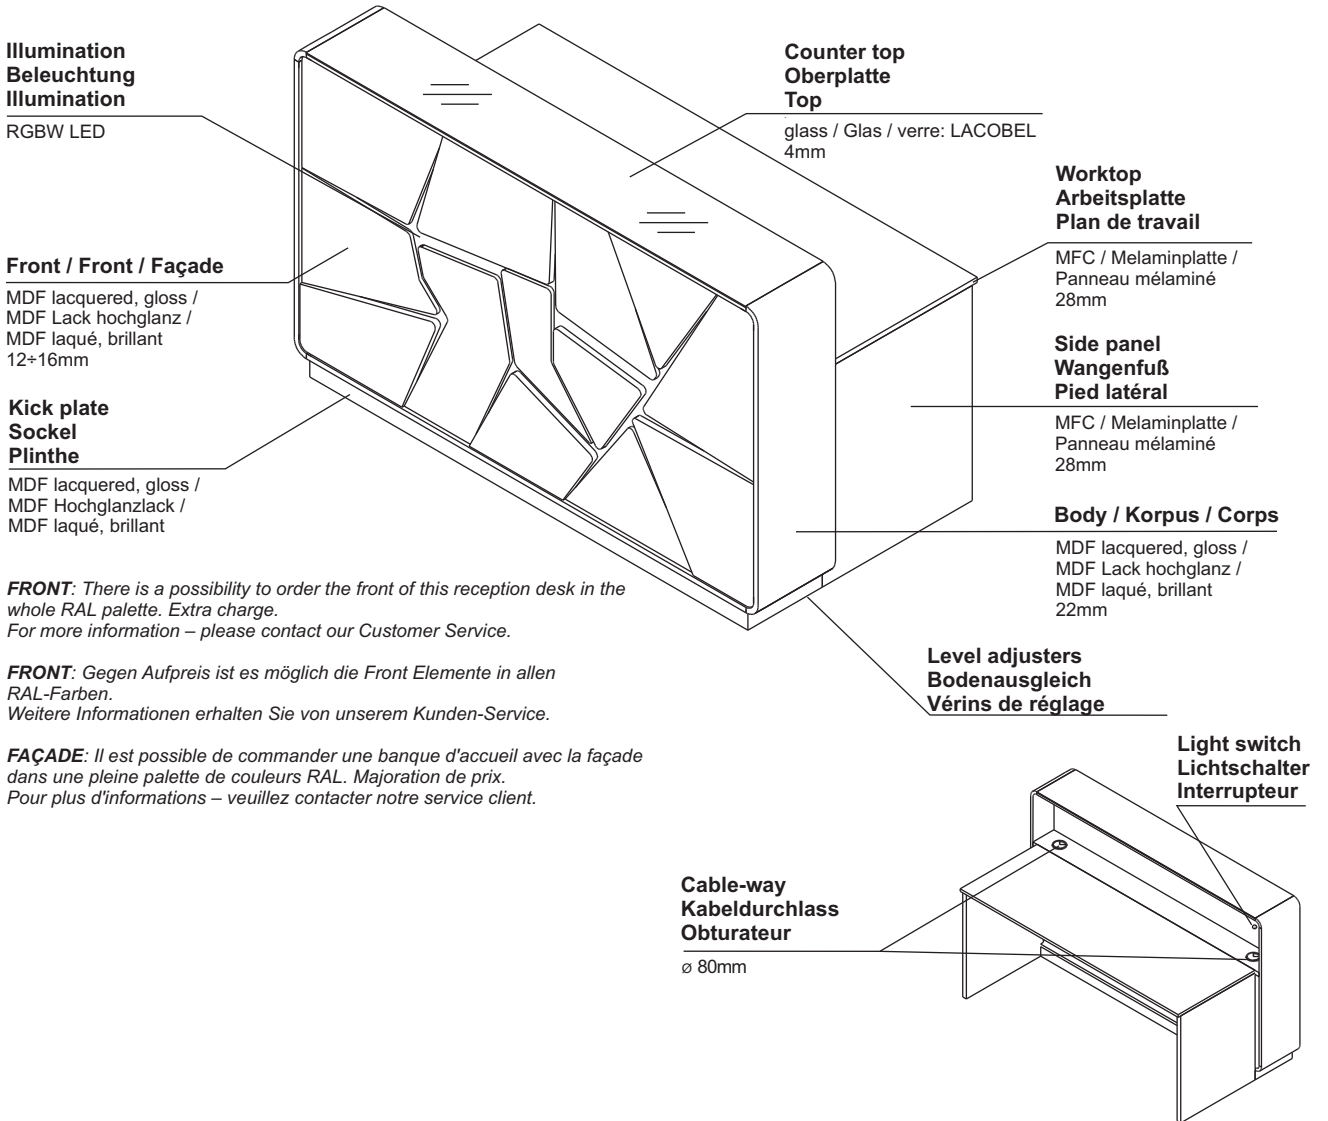 Illumination
Beleuchtung
Illumination
RGBW LED
Counter top
Oberplatte
Top
glass / Glas / verre: LACOBEL
4mm
Worktop
Arbeitsplatte
Plan de travail
MFC / Melaminplatte /
Panneau mélaminé
28mm
Front / Front / Façade
MDF lacquered, gloss /
MDF Lack hochglanz /
MDF laqué, brillant
12÷16mm
Side panel
Wangenfuß
Pied latéral
MFC / Melaminplatte /
Panneau mélaminé
28mm
Kick plate
Sockel
Plinthe
MDF lacquered, gloss /
MDF Hochglanzlack /
MDF laqué, brillant
Body / Korpus / Corps
MDF lacquered, gloss /
MDF Lack hochglanz /
MDF laqué, brillant
22mm
FRONT: There is a possibility to order the front of this reception desk in the
whole RAL palette. Extra charge.
For more information – please contact our Customer Service.
FRONT: Gegen Aufpreis ist es möglich die Front Elemente in allen
RAL-Farben.
Weitere Informationen erhalten Sie von unserem Kunden-Service.
FAÇADE: Il est possible de commander une banque d'accueil avec la façade
dans une pleine palette de couleurs RAL. Majoration de prix.
Pour plus d'informations – veuillez contacter notre service client.
Level adjusters
Bodenausgleich
Vérins de réglage
Light switch
Lichtschalter
Interrupteur
Cable-way
Kabeldurchlass
Obturateur
ø 80mm